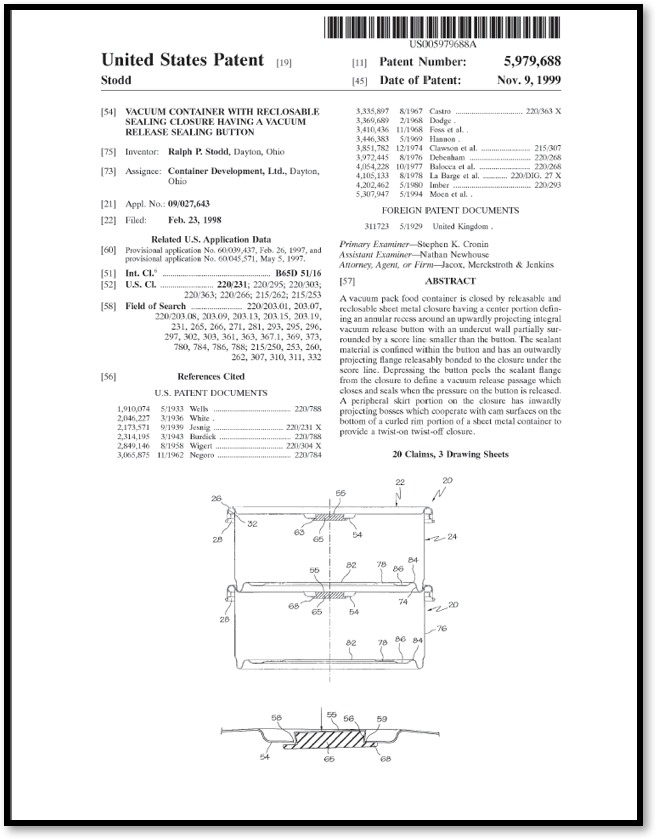 US005979688A
United States Patent [19]
Stodd
[11] Patent Number: 5,979,688
[45] Date of Patent: Nov. 9, 1999
[54] VACUUM CONTAINER WITH RECLOSABLE
SEALING CLOSURE HAVING A VACUUM
RELEASE SEALING BUTTON
[75] Inventor: Ralph P. Stodd, Dayton, Ohio
[73] Assignee: Container Development, Ltd., Dayton,
Ohio
[21] Appl. No.: 09/027,643
[22] Filed: Feb. 23, 1998
Related U.S. Application Data
[60] Provisional application No. 60/039,437, Feb. 26, 1997, and
provisional application No. 60/045,571, May 5, 1997.
[51] Int. Cl.⁶ ........ B65D 51/16
[52] U.S. Cl. ........ 220/231; 220/295; 220/303;
220/363; 220/266; 215/262; 215/253
[58] Field of Search ........ 220/203.01, 203.07,
220/203.08, 203.09, 203.13, 203.15, 203.19,
231, 265, 266, 271, 281, 293, 295, 296,
297, 302, 303, 361, 363, 367.1, 369, 373,
780, 784, 786, 788; 215/250, 253, 260,
262, 307, 310, 311, 332
[56] References Cited
U.S. PATENT DOCUMENTS
1,910,074 5/1933 Wells ........ 220/788
2,046,227 3/1936 White .
2,173,571 9/1939 Jesnig ........ 220/231 X
2,314,195 3/1943 Burdick ........ 220/788
2,849,146 8/1958 Wigert ........ 220/304 X
3,065,875 11/1962 Negoro ........ 220/784
3,335,897 8/1967 Castro ........ 220/363 X
3,369,689 2/1968 Dodge .
3,410,436 11/1968 Foss et al. .
3,446,383 5/1969 Hannon .
3,851,782 12/1974 Clawson et al. ........ 215/307
3,972,445 8/1976 Debenham ........ 220/268
4,054,228 10/1977 Balocca et al. ........ 220/268
4,105,133 8/1978 La Barge et al. ........ 220/DIG. 27 X
4,202,462 5/1980 Imber ........ 220/293
5,307,947 5/1994 Moen et al. .
FOREIGN PATENT DOCUMENTS
311723 5/1929 United Kingdom .
Primary Examiner—Stephen K. Cronin
Assistant Examiner—Nathan Newhouse
Attorney, Agent, or Firm—Jacox, Merckstroth & Jenkins
[57] ABSTRACT
A vacuum pack food container is closed by releasable and
reclosable sheet metal closure having a center portion defin-
ing an annular recess around an upwardly projecting integral
vacuum release button with an undercut wall partially sur-
rounded by a score line smaller than the button. The sealant
material is confined within the button and has an outwardly
projecting flange releasably bonded to the closure under the
score line. Depressing the button peels the sealant flange
from the closure to define a vacuum release passage which
closes and seals when the pressure on the button is released.
A peripheral skirt portion on the closure has inwardly
projecting bosses which cooperate with cam surfaces on the
bottom of a curled rim portion of a sheet metal container to
provide a twist-on twist-off closure.
20 Claims, 3 Drawing Sheets
26 55 22 20
32
28 63 65 54 24
55 82 78 86 84
28 68 65 54 74 20
76
82 78 86 84
56 55 56 59
54 65 68